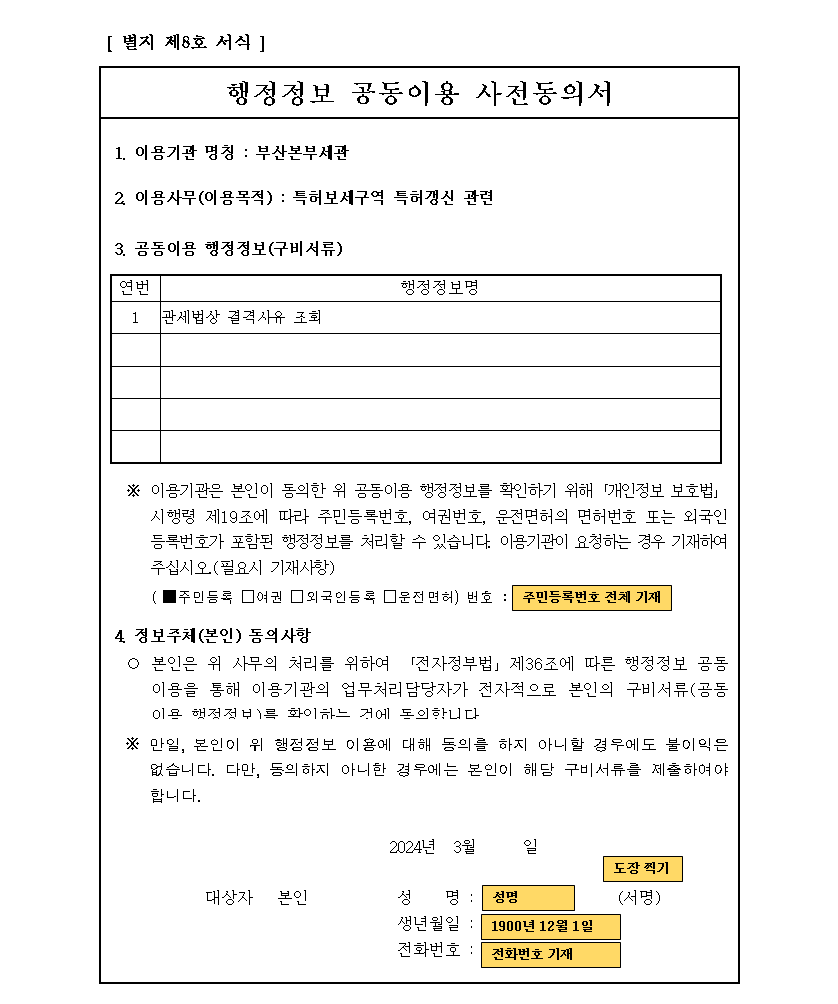 [ 별지 제8호 서식 ]
행정정보 공동이용 사전동의서
1. 이용기관 명칭 : 부산본부세관
2. 이용사무(이용목적) : 특허보세구역 특허갱신 관련
3. 공동이용 행정정보(구비서류)
연번 행정정보명
1 관세법상 결격사유 조회
※ 이용기관은 본인이 동의한 위 공동이용 행정정보를 확인하기 위해 「개인정보 보호법」
시행령 제19조에 따라 주민등록번호, 여권번호, 운전면허의 면허번호 또는 외국인
등록번호가 포함된 행정정보를 처리할 수 있습니다. 이용기관이 요청하는 경우 기재하여
주십시오.(필요시 기재사항)
( ■주민등록 □여권 □외국인등록 □운전면허) 번호 : 주민등록번호 전체 기재
4. 정보주체(본인) 동의사항
○ 본인은 위 사무의 처리를 위하여 「전자정부법」제36조에 따른 행정정보 공동
이용을 통해 이용기관의 업무처리담당자가 전자적으로 본인의 구비서류(공동
이용 행정정보)를 확인하는 것에 동의합니다
※ 만일, 본인이 위 행정정보 이용에 대해 동의를 하지 아니할 경우에도 불이익은
없습니다. 다만, 동의하지 아니한 경우에는 본인이 해당 구비서류를 제출하여야
합니다.
2024년 3월 일
도장 찍기
대상자 본인 성 명 : 성명 (서명)
생년월일 : 1900년 12월 1일
전화번호 : 전화번호 기재